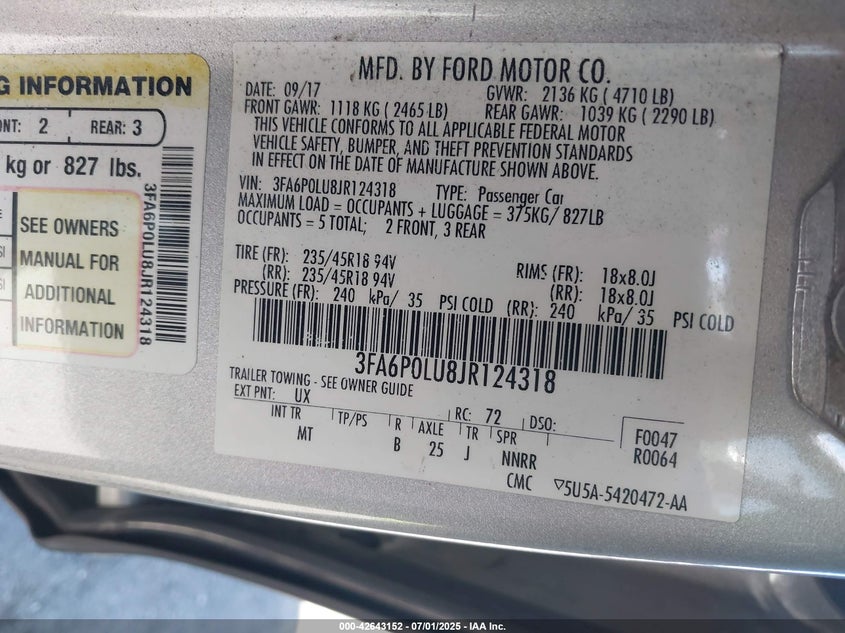 G INFORMATION
NT: 2 REAR: 3
kg or 827 lbs.
SEE OWNERS
MANUAL FOR
ADDITIONAL
INFORMATION
3FA6P0LU8JR124318
MFD. BY FORD MOTOR CO.
DATE: 09/17 GVWR: 2136 KG ( 4710 LB)
FRONT GAWR: 1118 KG ( 2465 LB) REAR GAWR: 1039 KG ( 2290 LB)
THIS VEHICLE CONFORMS TO ALL APPLICABLE FEDERAL MOTOR
VEHICLE SAFETY, BUMPER, AND THEFT PREVENTION STANDARDS
IN EFFECT ON THE DATE OF MANUFACTURE SHOWN ABOVE.
VIN: 3FA6P0LU8JR124318 TYPE: Passenger Car
MAXIMUM LOAD = OCCUPANTS + LUGGAGE = 375KG/ 827LB
OCCUPANTS = 5 TOTAL; 2 FRONT, 3 REAR
TIRE (FR): 235/45R18 94V RIMS (FR): 18x8.0J
(RR): 235/45R18 94V (RR): 18x8.0J
PRESSURE (FR): 240 kPa/ 35 PSI COLD (RR): 240 kPa/ 35 PSI COLD
3FA6P0LU8JR124318
TRAILER TOWING - SEE OWNER GUIDE
EXT PNT: UX RC: 72 DSO:
INT TR TP/PS R AXLE TR SPR F0047
MT B 25 J NNRR R0064
CMC ▽5U5A-5420472-AA
000-42643152 - 07/01/2025 - IAA Inc.